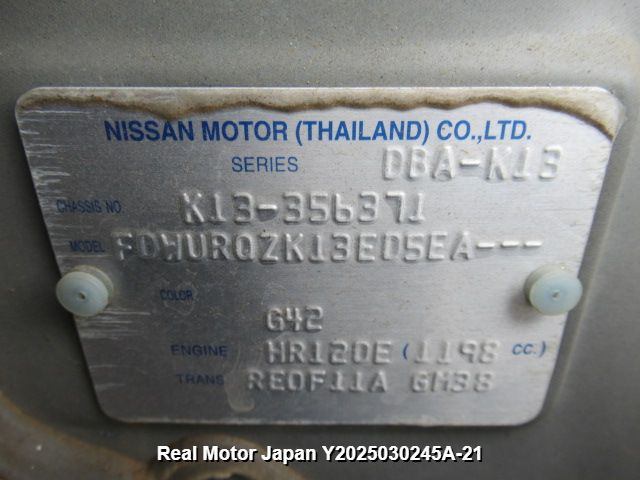 NISSAN MOTOR (THAILAND) CO.,LTD.
SERIES DBA-K13
CHASSIS NO. K13-356371
MODEL FDWURQZK13ED5EA---
COLOR
G42
ENGINE HR12DE (1198 CC.)
TRANS RE0F11A GM38
Real Motor Japan Y2025030245A-21